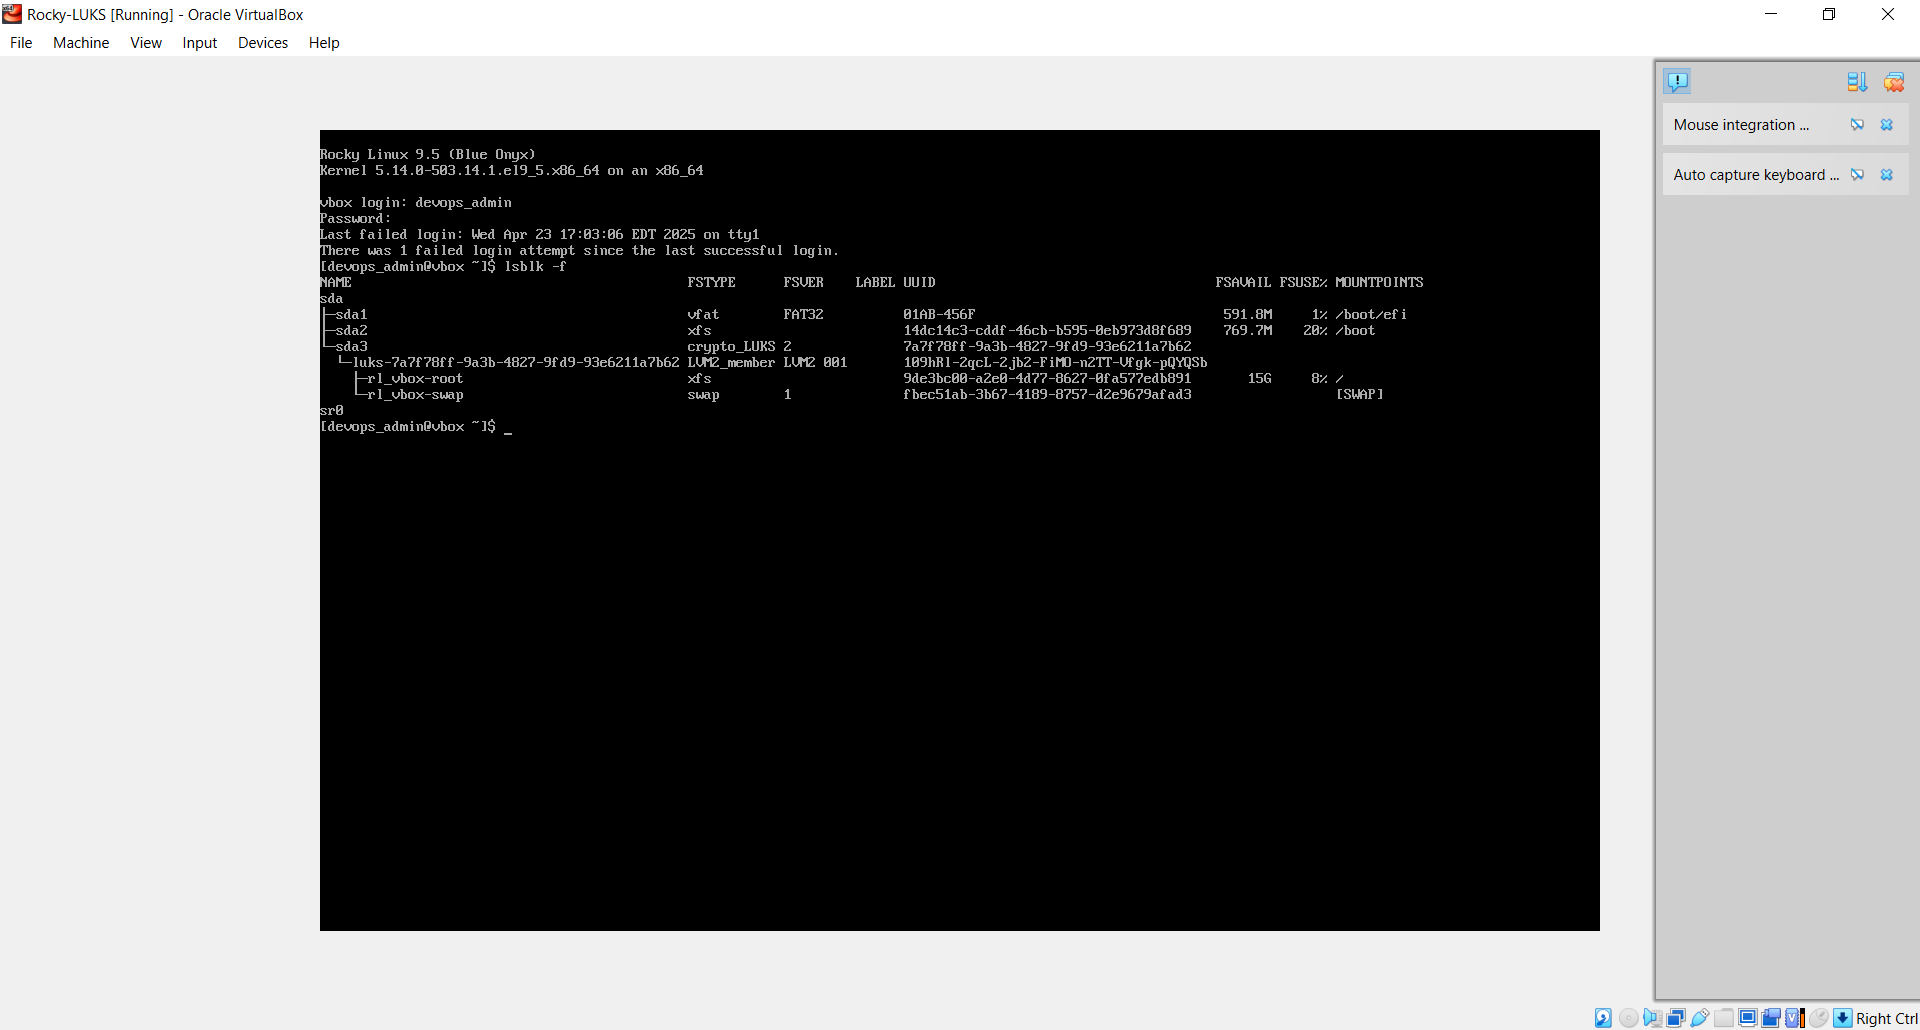 Rocky-LUKS [Running] - Oracle VirtualBox
File Machine View Input Devices Help
Mouse integration ...
Auto capture keyboard ...
Rocky Linux 9.5 (Blue Onyx)
Kernel 5.14.0-503.14.1.el9_5.x86_64 on an x86_64
vbox login: devops_admin
Password:
Last failed login: Wed Apr 23 17:03:06 EDT 2025 on tty1
There was 1 failed login attempt since the last successful login.
[devops_admin@vbox ~]$ lsblk -f
NAME FSTYPE FSVER LABEL UUID FSAVAIL FSUSE% MOUNTPOINTS
sda
├─sda1 vfat FAT32 01AB-456F 591.8M 1% /boot/efi
├─sda2 xfs 14dc14c3-cddf-46cb-b595-0eb973d8f689 769.7M 20% /boot
└─sda3 crypto_LUKS 2 7a7f78ff-9a3b-4827-9fd9-93e6211a7b62
└─luks-7a7f78ff-9a3b-4827-9fd9-93e6211a7b62 LVM2_member LVM2 001 109hRl-2qcL-2jb2-FiMO-n2TT-Vfgk-pQYQSb
├─rl_vbox-root xfs 9de3bc00-a2e0-4d77-8627-0fa577edb891 15G 8% /
└─rl_vbox-swap swap 1 fbec51ab-3b67-4189-8757-d2e9679afad3 [SWAP]
sr0
[devops_admin@vbox ~]$ _
Right Ctrl